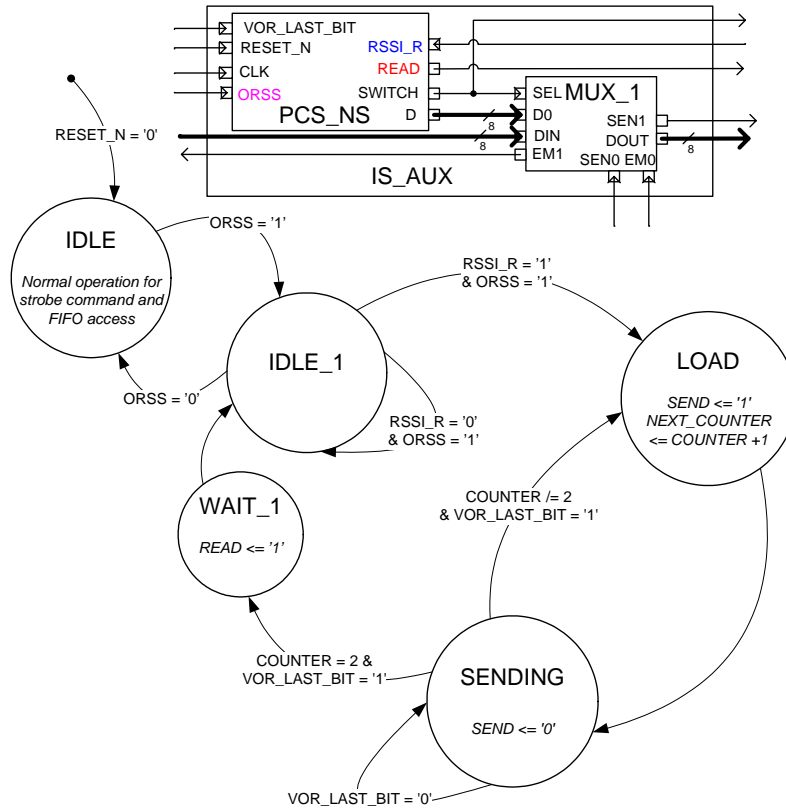 VOR_LAST_BIT
RESET_N
RSSI_R
CLK
READ
ORSS
SWITCH
PCS_NS
D
SEL
MUX_1
D0
SEN1
DIN
DOUT
EM1
SEN0 EM0
8
8
8
IS_AUX
RESET_N = '0'
IDLE
Normal operation for
strobe command and
FIFO access
ORSS = '1'
RSSI_R = '1'
& ORSS = '1'
IDLE_1
ORSS = '0'
RSSI_R = '0'
& ORSS = '1'
LOAD
SEND <= '1'
NEXT_COUNTER
<= COUNTER +1
WAIT_1
READ <= '1'
COUNTER /= 2
& VOR_LAST_BIT = '1'
COUNTER = 2 &
VOR_LAST_BIT = '1'
SENDING
SEND <= '0'
VOR_LAST_BIT = '0'